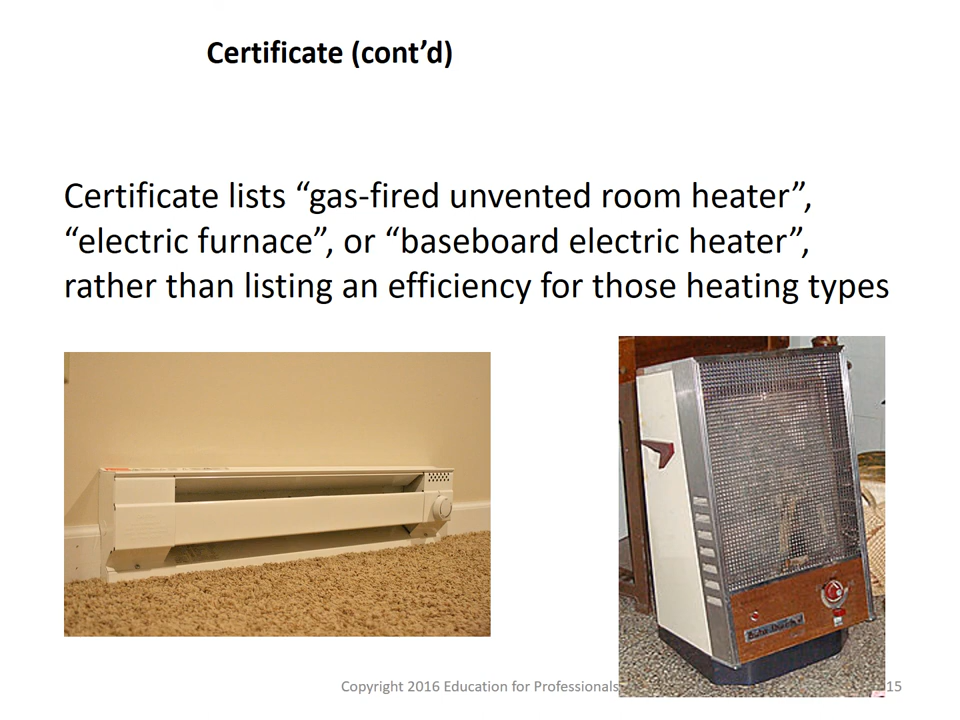 Certificate (cont’d)
Certificate lists “gas-fired unvented room heater”,
“electric furnace”, or “baseboard electric heater”,
rather than listing an efficiency for those heating types
Copyright 2016 Education for Professionals
15